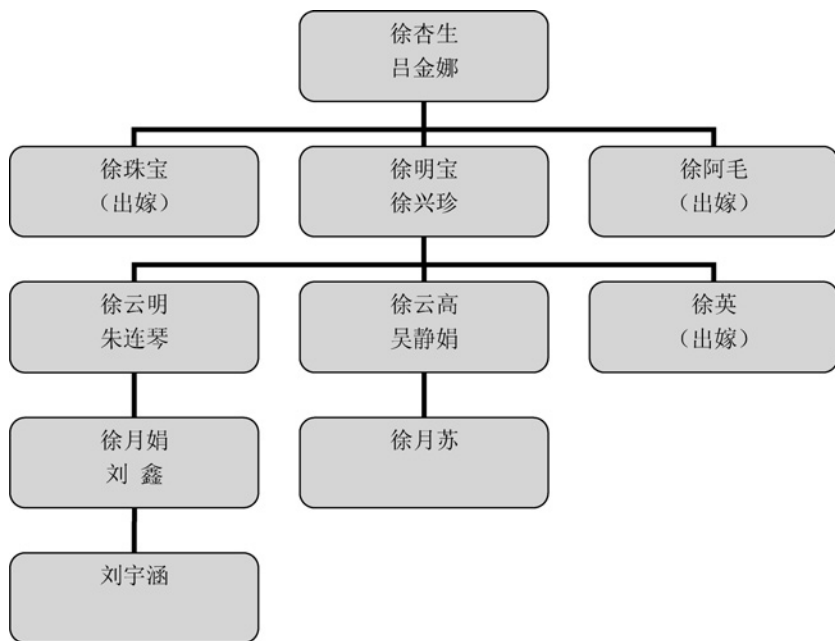 徐杏生
吕金娜
徐珠宝
（出嫁）
徐明宝
徐兴珍
徐阿毛
（出嫁）
徐云明
朱连琴
徐云高
吴静娟
徐英
（出嫁）
徐月娟
刘 鑫
徐月苏
刘宇涵